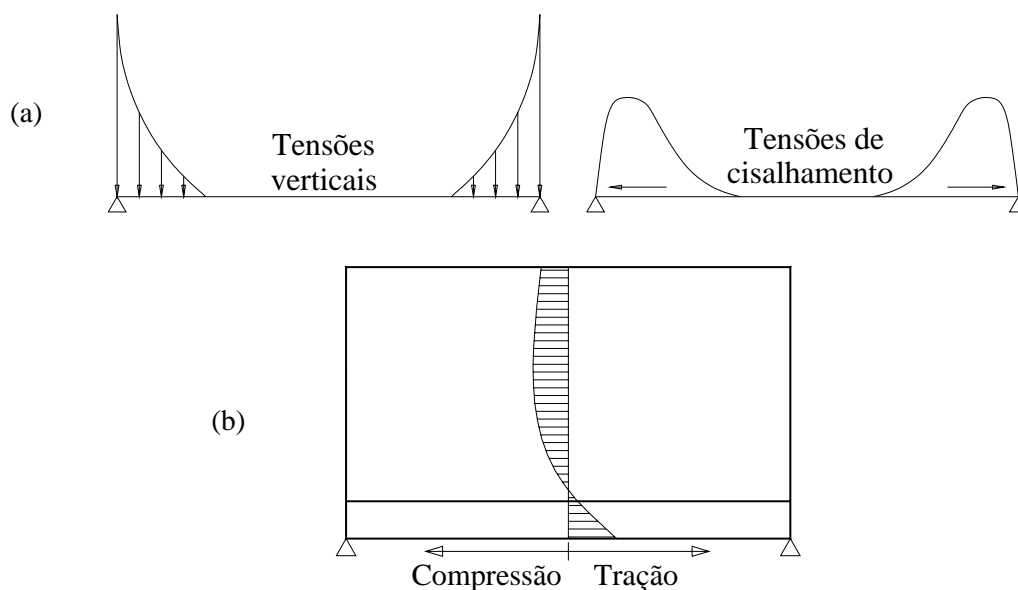 (a)
Tensões
verticais
Tensões de
cisalhamento
(b)
Compressão
Tração